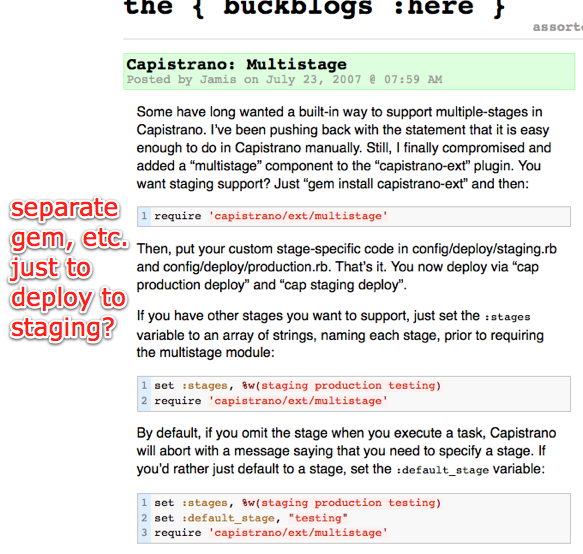 the { buckblogs :here }
assorte
Capistrano: Multistage
Posted by Jamis on July 23, 2007 @ 07:59 AM
Some have long wanted a built-in way to support multiple-stages in
Capistrano. I've been pushing back with the statement that it is easy
enough to do in Capistrano manually. Still, I finally compromised and
added a “multistage” component to the “capistrano-ext” plugin. You
want staging support? Just “gem install capistrano-ext” and then:
1 require 'capistrano/ext/multistage'
separate
gem, etc.
just to
deploy to
staging?
Then, put your custom stage-specific code in config/deploy/staging.rb
and config/deploy/production.rb. That's it. You now deploy via “cap
production deploy” and “cap staging deploy”.
If you have other stages you want to support, just set the :stages
variable to an array of strings, naming each stage, prior to requiring
the multistage module:
1 set :stages, %w(staging production testing)
2 require 'capistrano/ext/multistage'
By default, if you omit the stage when you execute a task, Capistrano
will abort with a message saying that you need to specify a stage. If
you'd rather just default to a stage, set the :default_stage variable:
1 set :stages, %w(staging production testing)
2 set :default_stage, "testing"
3 require 'capistrano/ext/multistage'